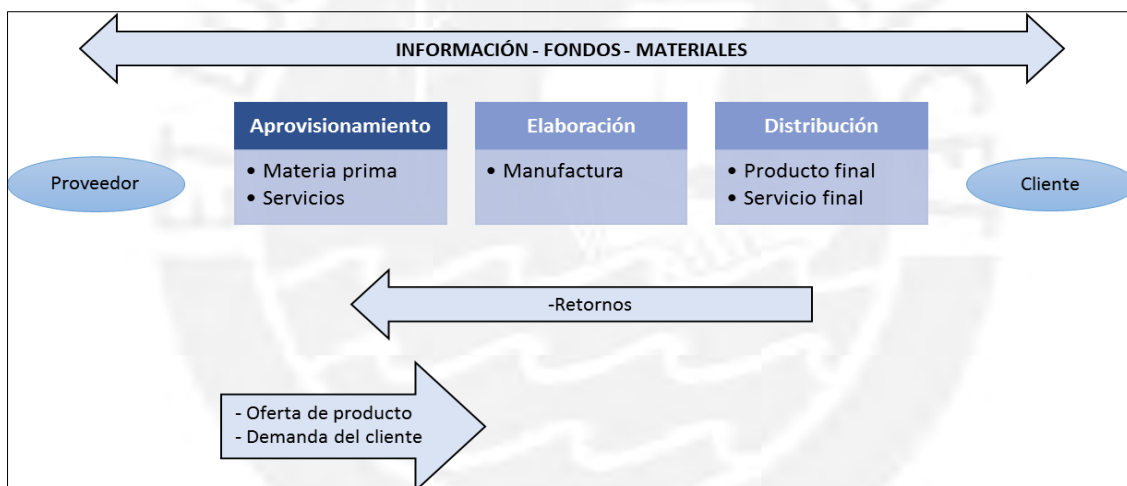 INFORMACIÓN - FONDOS - MATERIALES
Proveedor
Aprovisionamiento
• Materia prima
• Servicios
Elaboración
• Manufactura
Distribución
• Producto final
• Servicio final
Cliente
-Retornos
- Oferta de producto
- Demanda del cliente